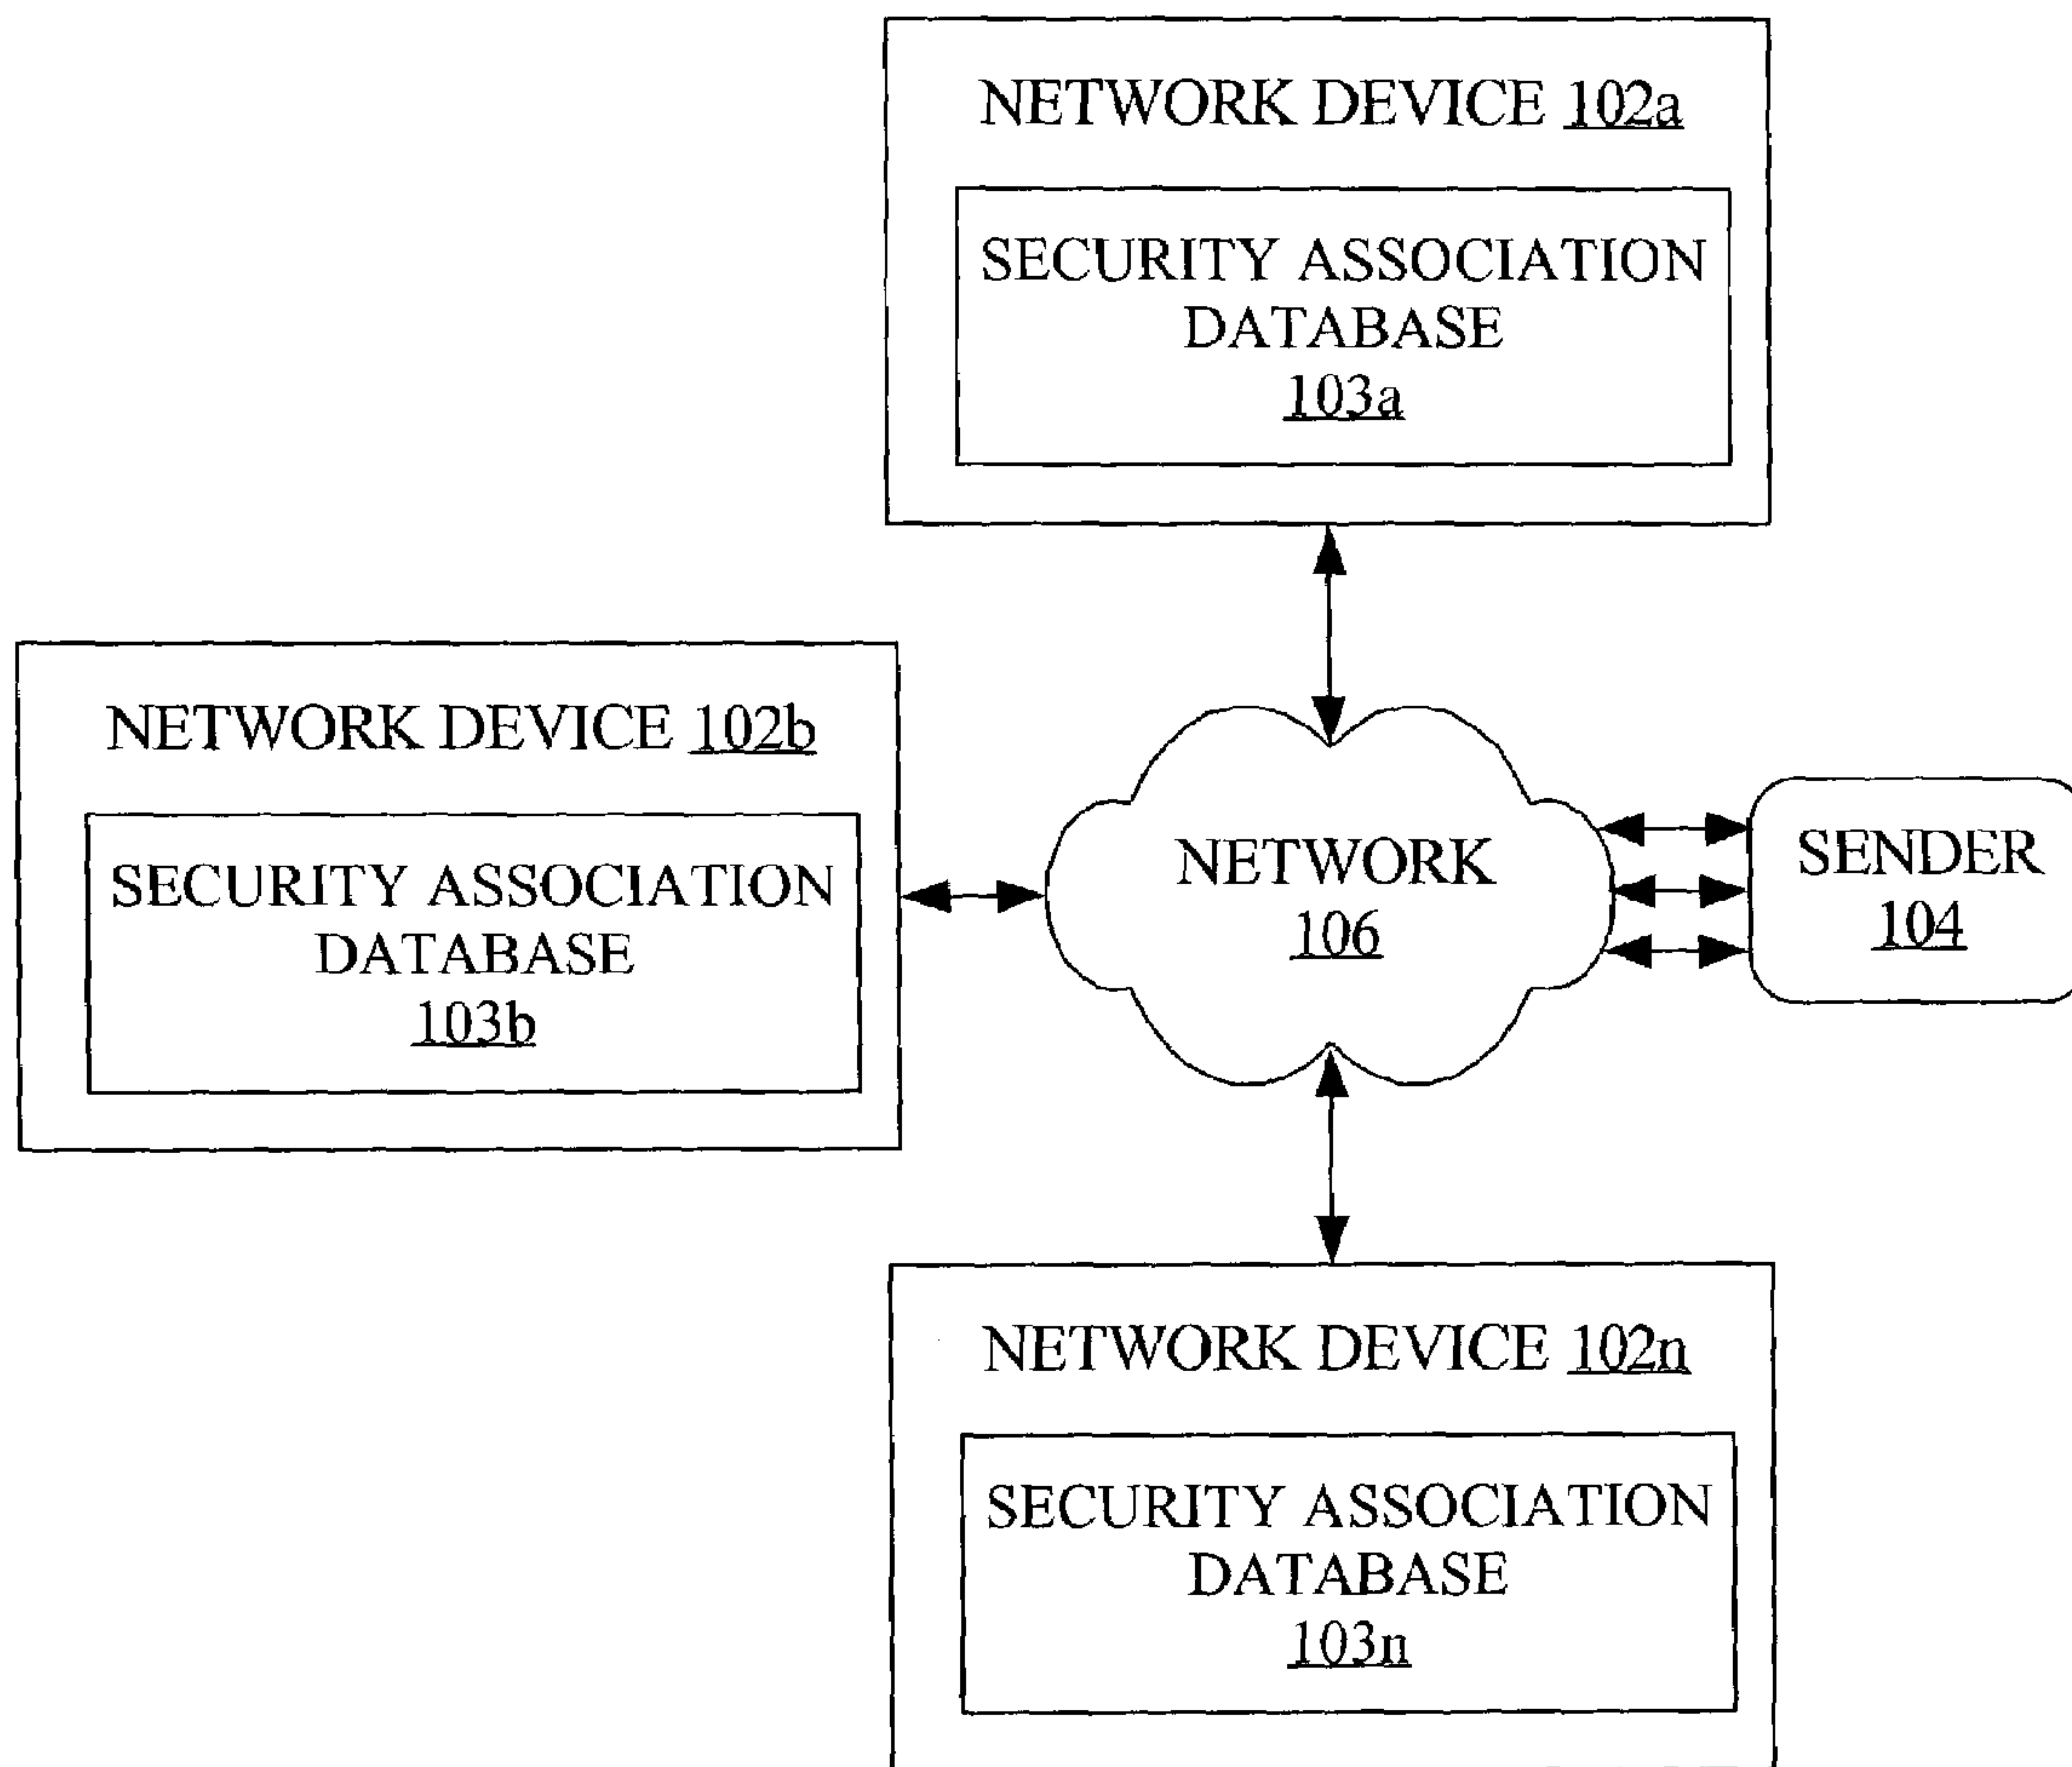 NETWORK DEVICE 102a
SECURITY ASSOCIATION
DATABASE
103a
NETWORK DEVICE 102b
SECURITY ASSOCIATION
DATABASE
103b
NETWORK
106
SENDER
104
NETWORK DEVICE 102n
SECURITY ASSOCIATION
DATABASE
103n